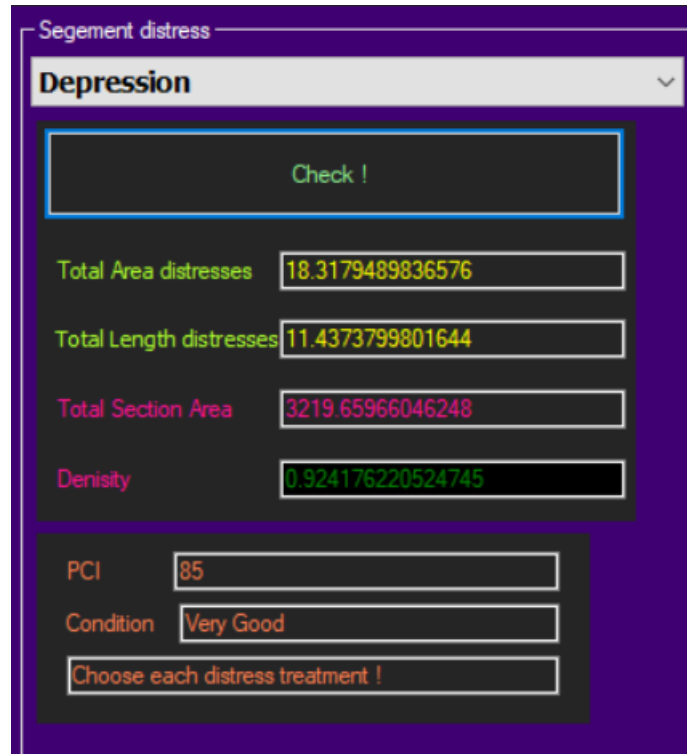 Segement distress
Depression
Check !
Total Area distresses 18.3179489836576
Total Length distresses 11.4373799801644
Total Section Area 3219.65966046248
Denisity 0.924176220524745
PCI 85
Condition Very Good
Choose each distress treatment !